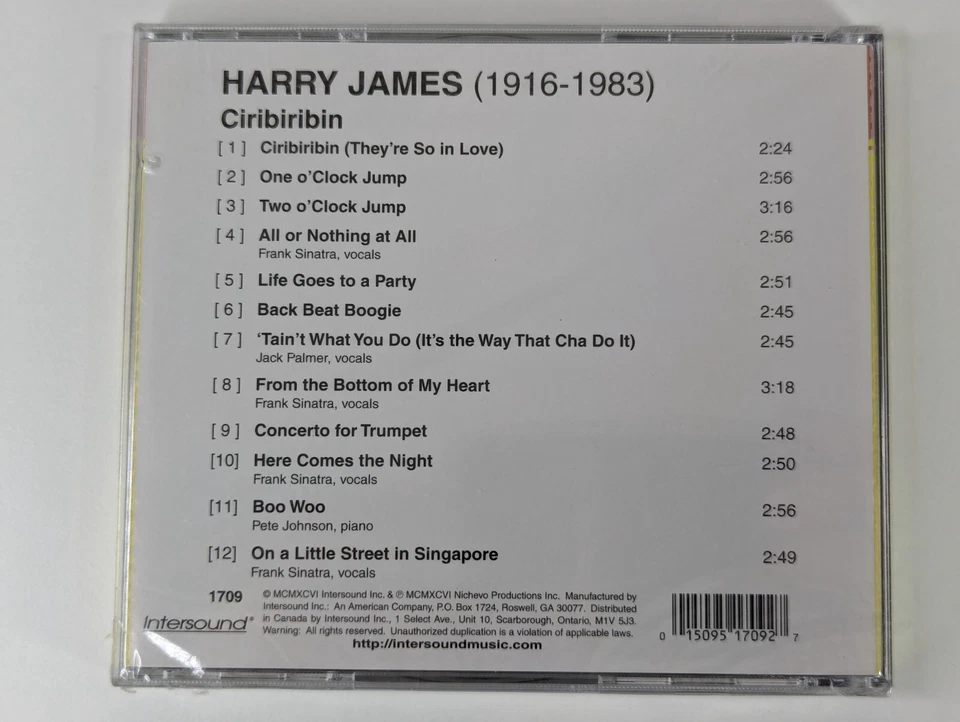 HARRY JAMES (1916-1983)
Ciribiribin
[ 1 ] Ciribiribin (They're So in Love) 2:24
[ 2 ] One o'Clock Jump 2:56
[ 3 ] Two o'Clock Jump 3:16
[ 4 ] All or Nothing at All 2:56
Frank Sinatra, vocals
[ 5 ] Life Goes to a Party 2:51
[ 6 ] Back Beat Boogie 2:45
[ 7 ] 'Tain't What You Do (It's the Way That Cha Do It) 2:45
Jack Palmer, vocals
[ 8 ] From the Bottom of My Heart 3:18
Frank Sinatra, vocals
[ 9 ] Concerto for Trumpet 2:48
[10] Here Comes the Night 2:50
Frank Sinatra, vocals
[11] Boo Woo 2:56
Pete Johnson, piano
[12] On a Little Street in Singapore 2:49
Frank Sinatra, vocals
1709
Intersound®
© MCMXCVI Intersound Inc. & ℗ MCMXCVI Nichevo Productions Inc. Manufactured by
Intersound Inc.: An American Company, P.O. Box 1724, Roswell, GA 30077. Distributed
in Canada by Intersound Inc., 1 Select Ave., Unit 10, Scarborough, Ontario, M1V 5J3.
Warning: All rights reserved. Unauthorized duplication is a violation of applicable laws.
http://intersoundmusic.com
0 15095 17092 7